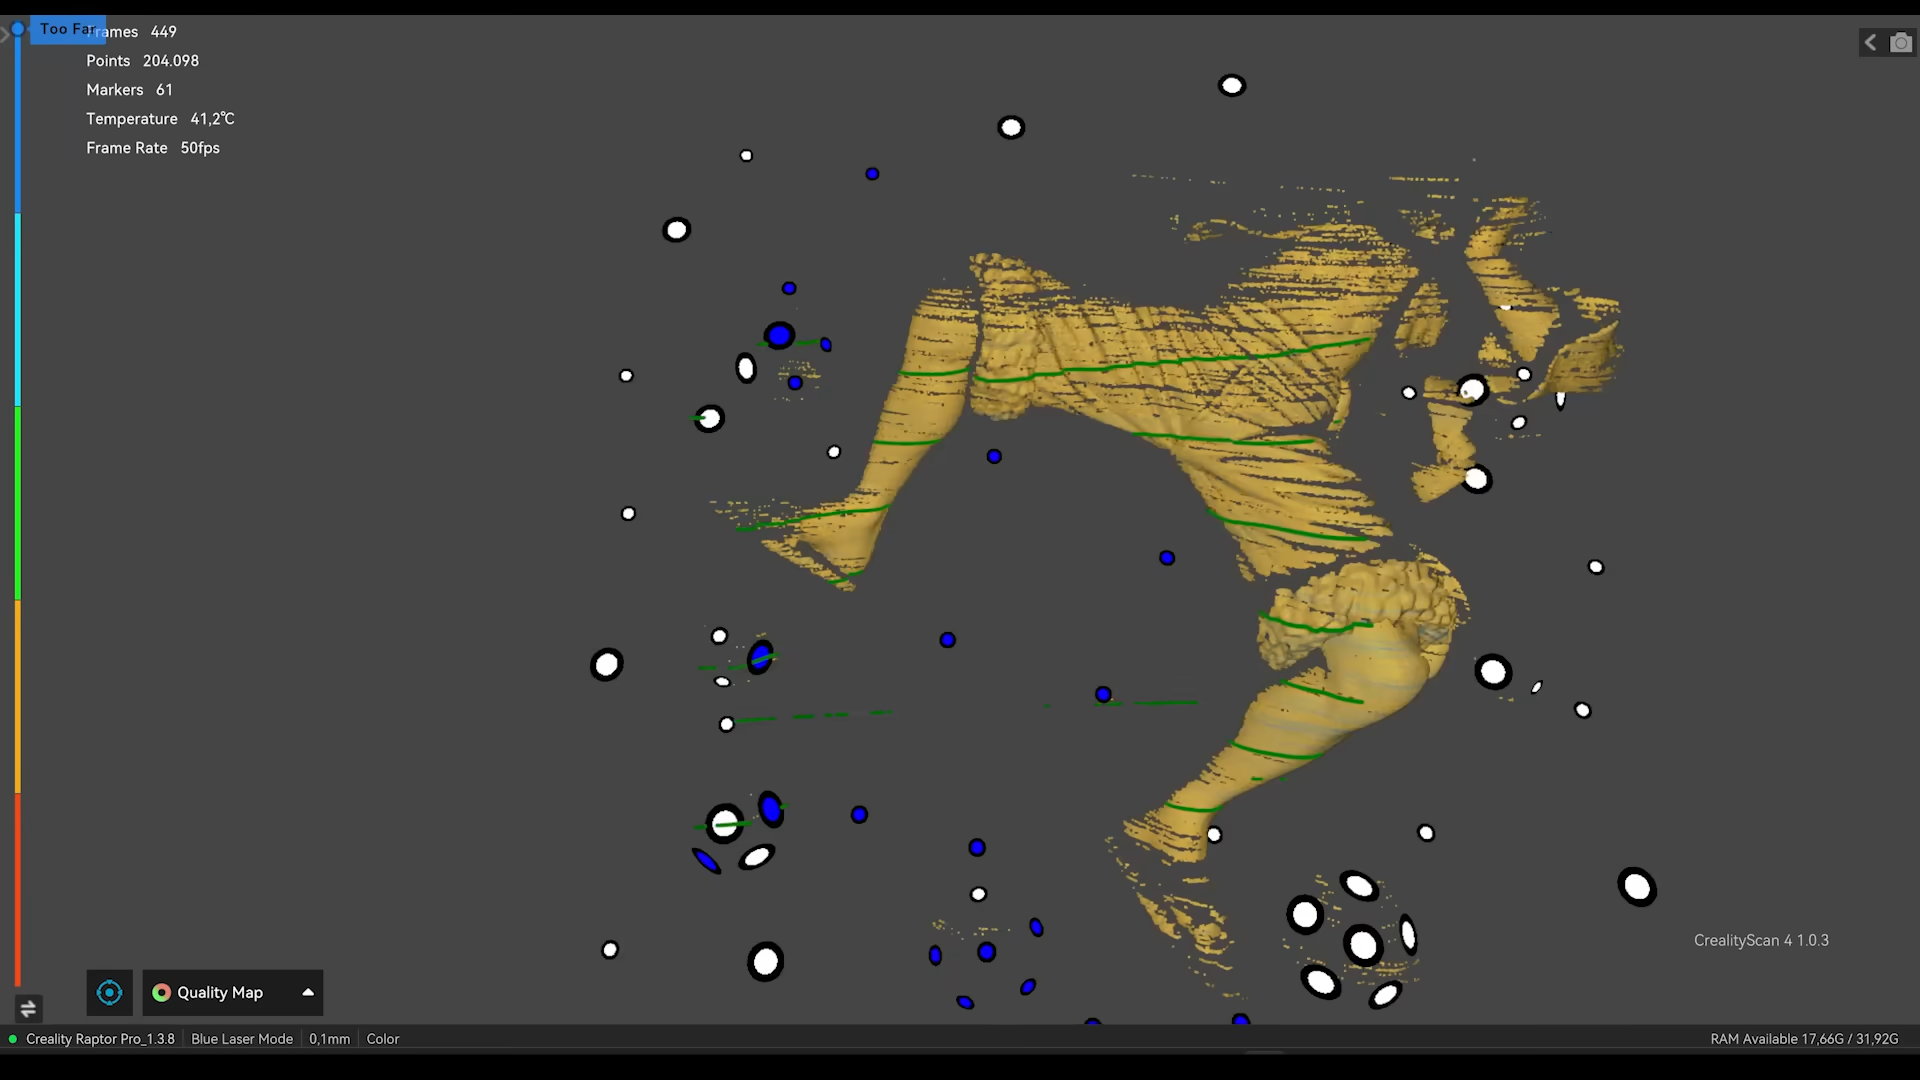 Too Far
Frames 449
Points 204.098
Markers 61
Temperature 41,2℃
Frame Rate 50fps
CrealityScan 4 1.0.3
Quality Map
Creality Raptor Pro_1.3.8 Blue Laser Mode 0,1mm Color RAM Available 17,66G / 31,92G